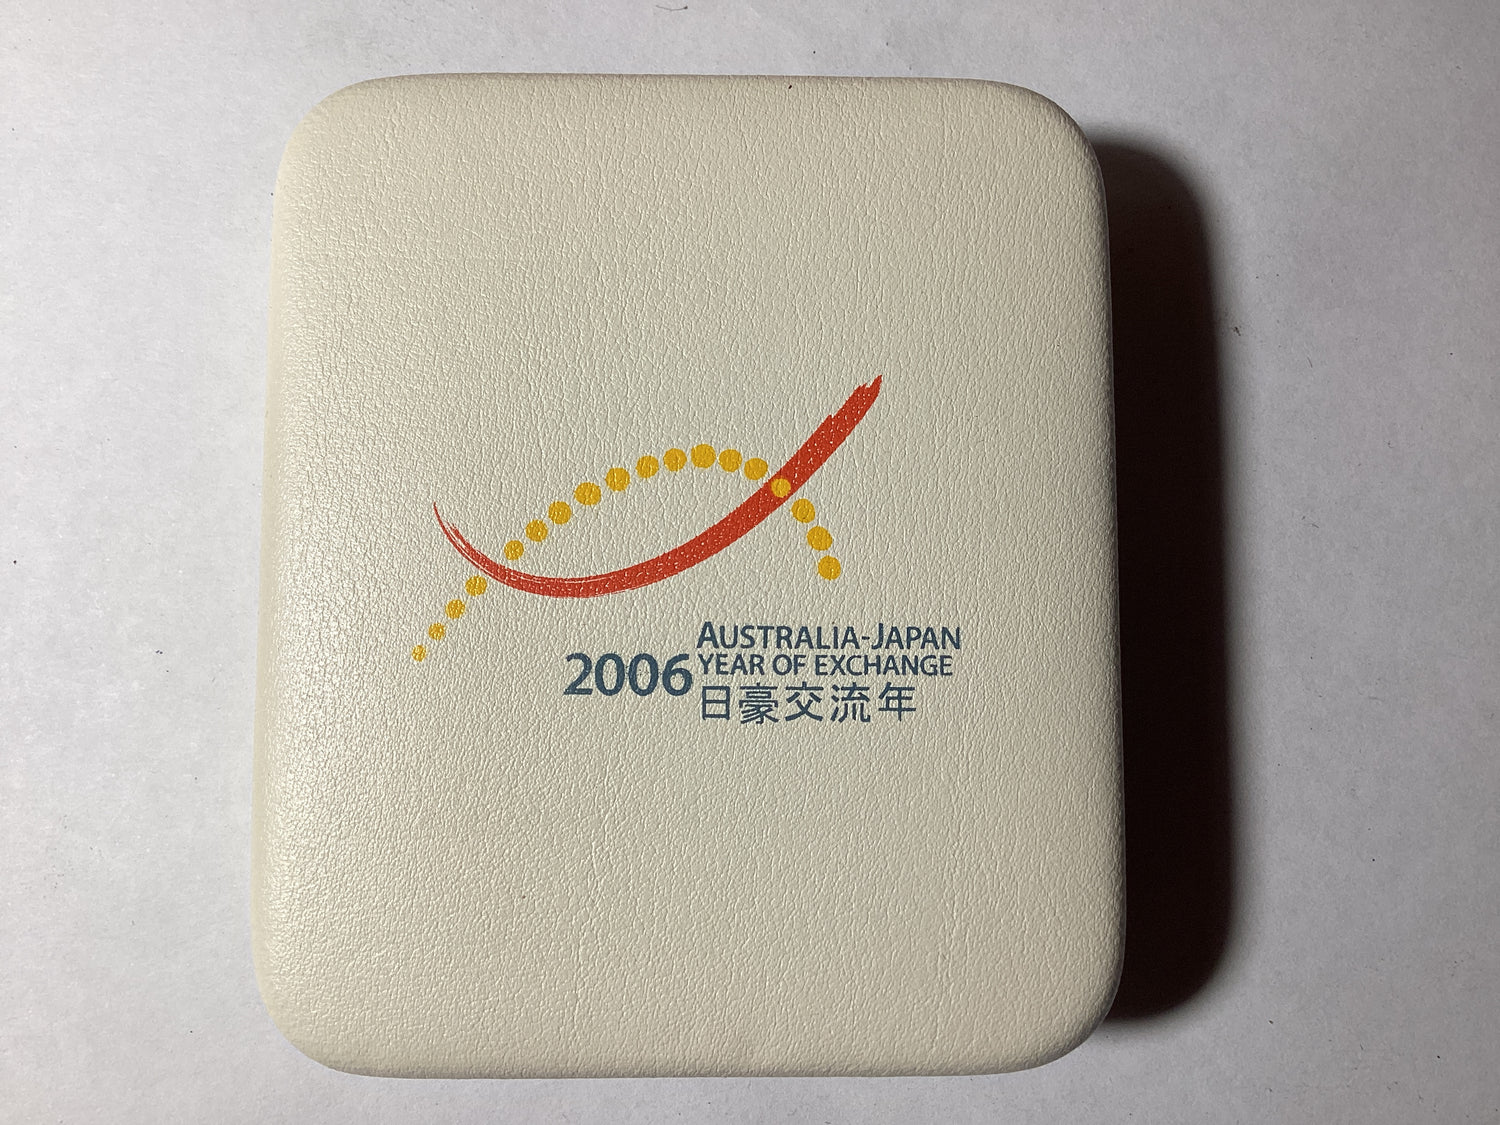 2006
AUSTRALIA-JAPAN
YEAR OF EXCHANGE
日豪交流年